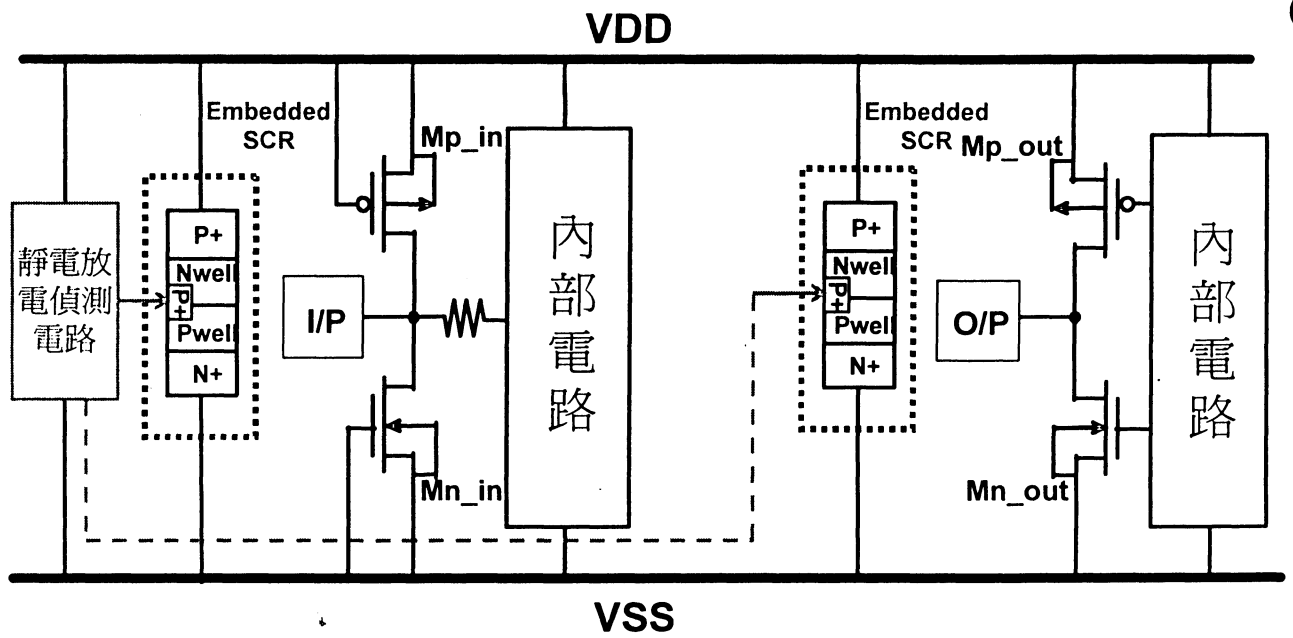 VDD
Embedded
SCR
Mp_in
Embedded
SCR
Mp_out
靜電放
電偵測
電路
P+
Nwell
P+
Pwell
N+
I/P
內部電路
P+
Nwell
P+
Pwell
N+
O/P
內部電路
Mn_in
Mn_out
VSS